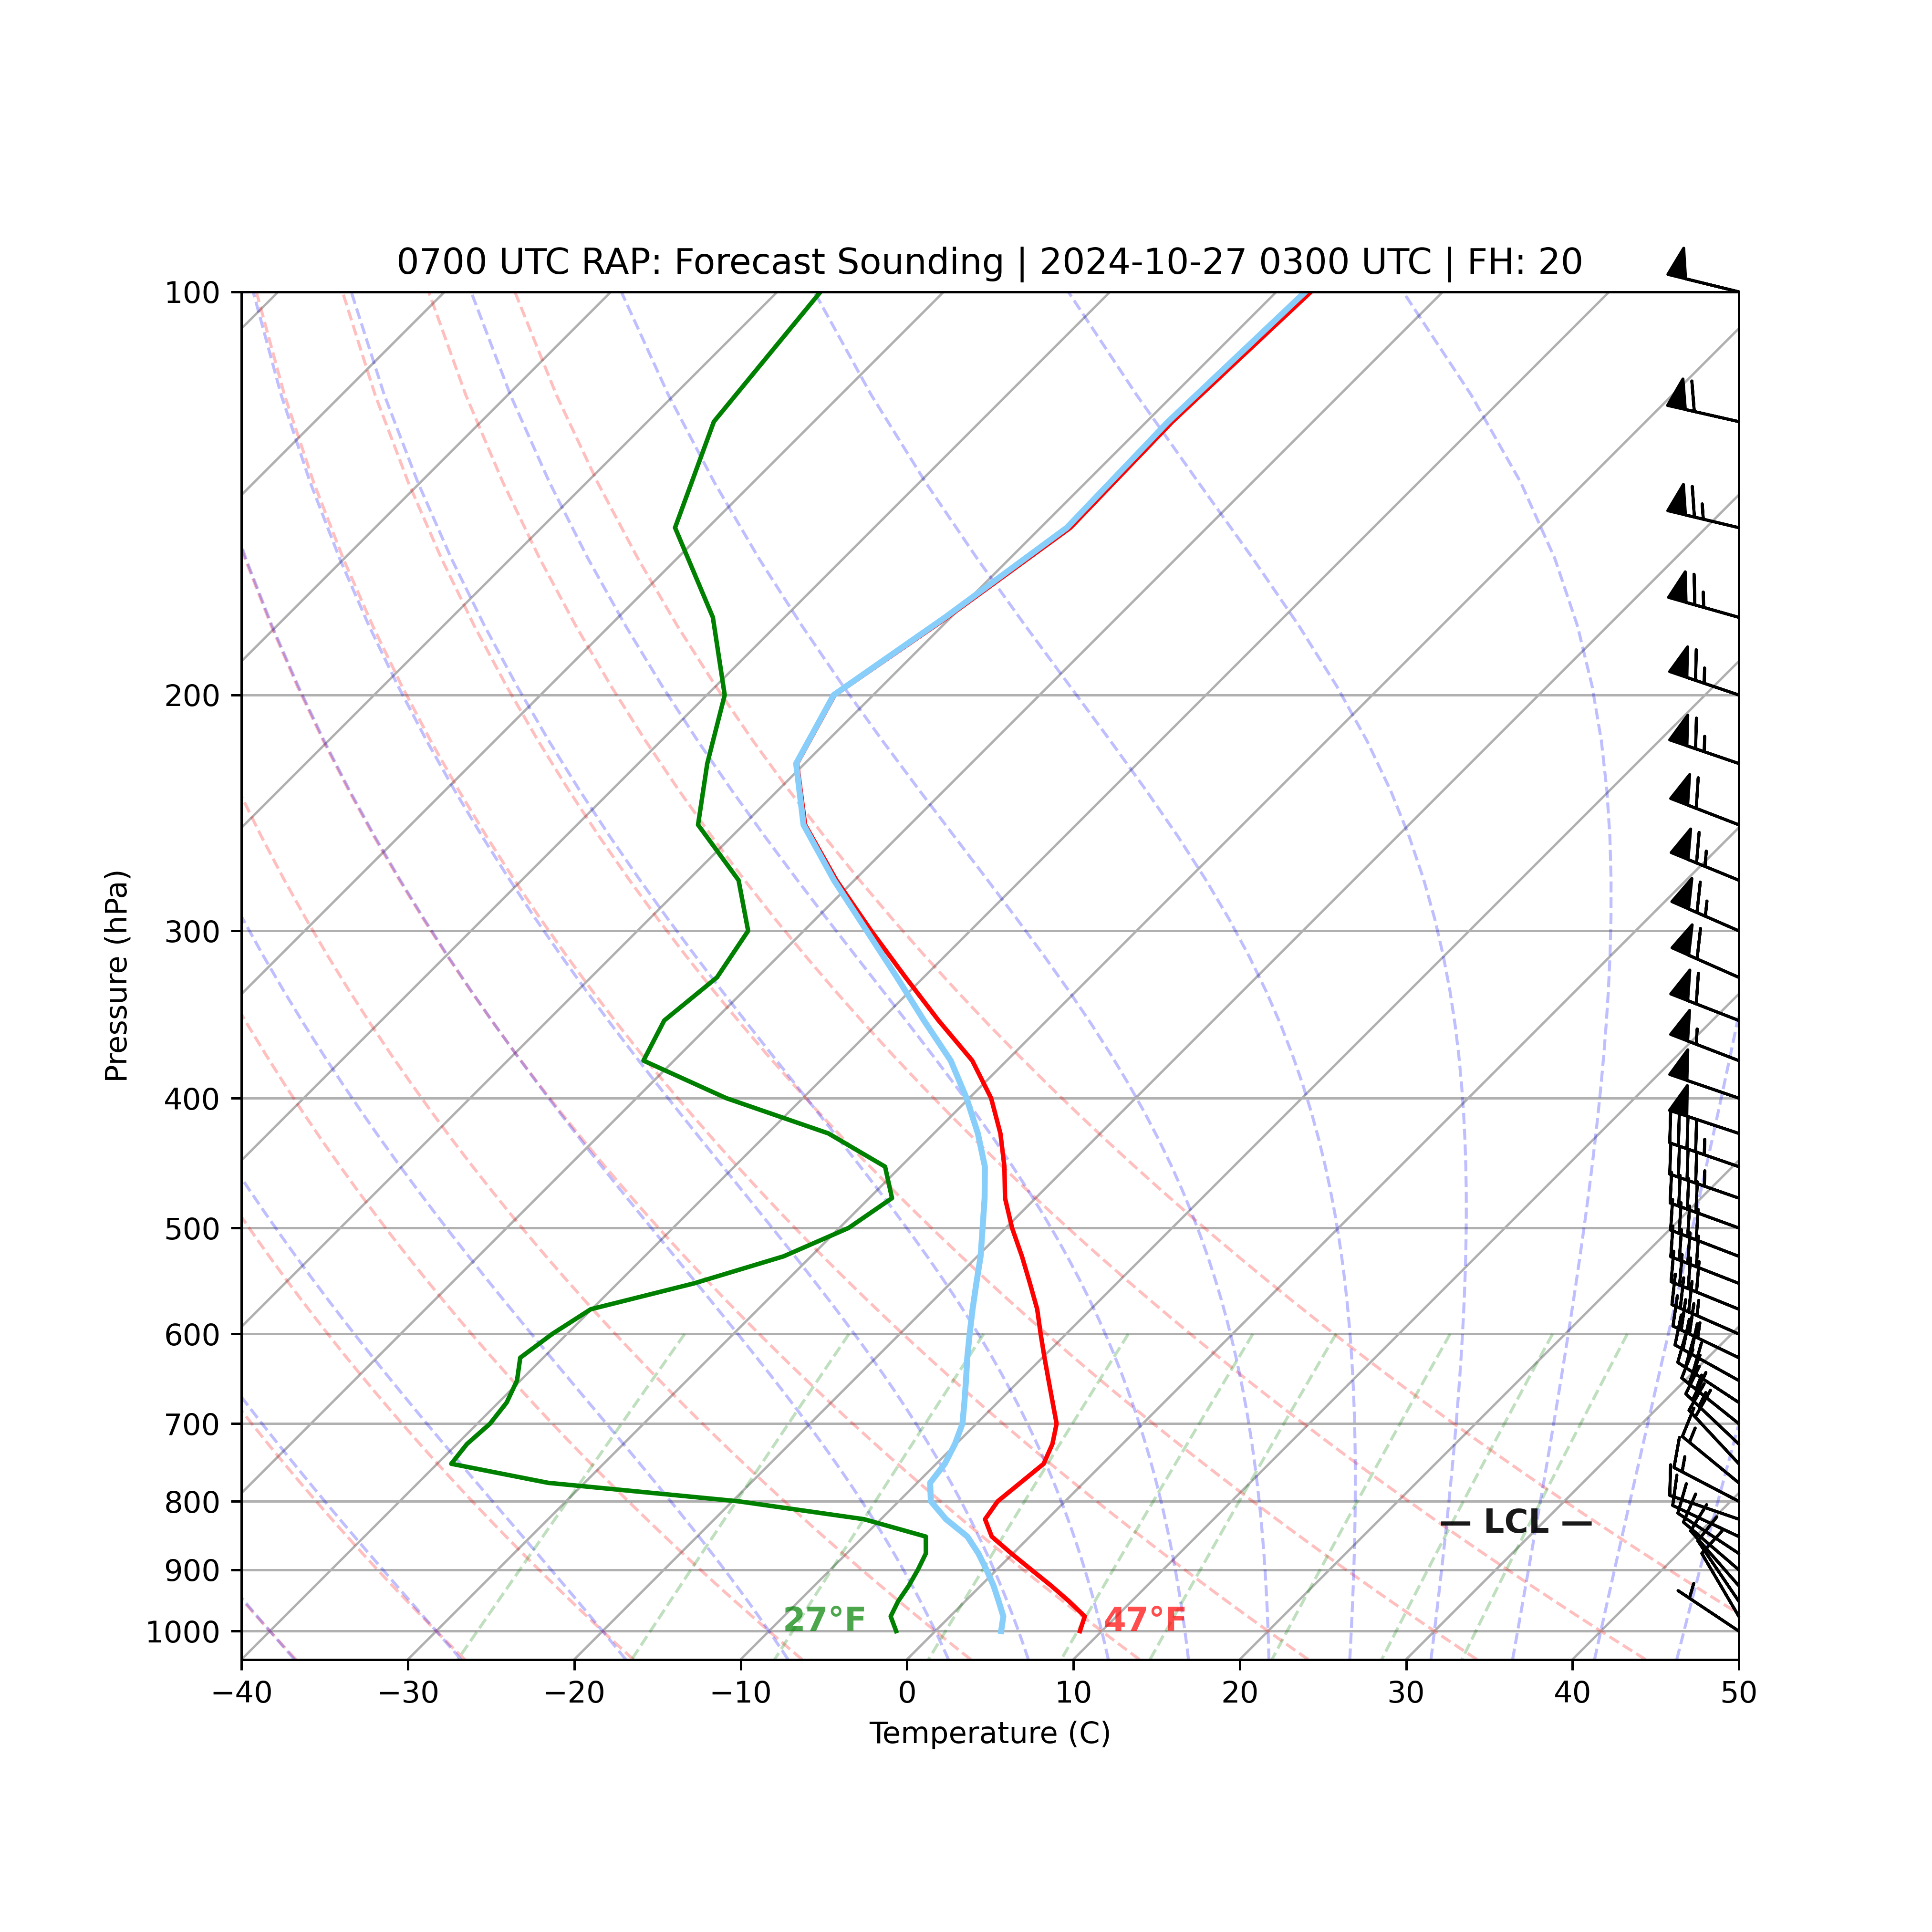 0700 UTC RAP: Forecast Sounding | 2024-10-27 0300 UTC | FH: 20
100
200
300
400
500
600
700
800
900
1000
Pressure (hPa)
— LCL —
27°F
47°F
−40 −30 −20 −10 0 10 20 30 40 50
Temperature (C)